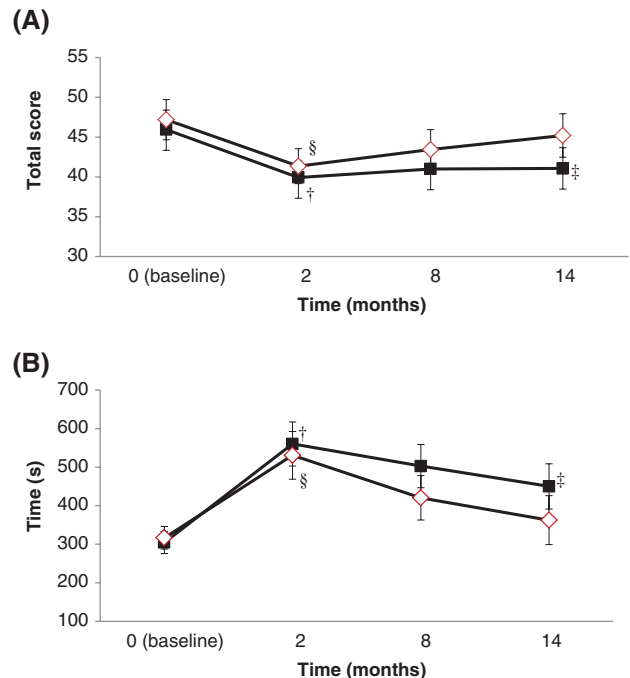 (A)
55
50
45
40
35
30
Total score
§
†
‡
0 (baseline) 2 8 14
Time (months)
(B)
700
600
500
400
300
200
100
Time (s)
†
§
‡
0 (baseline) 2 8 14
Time (months)